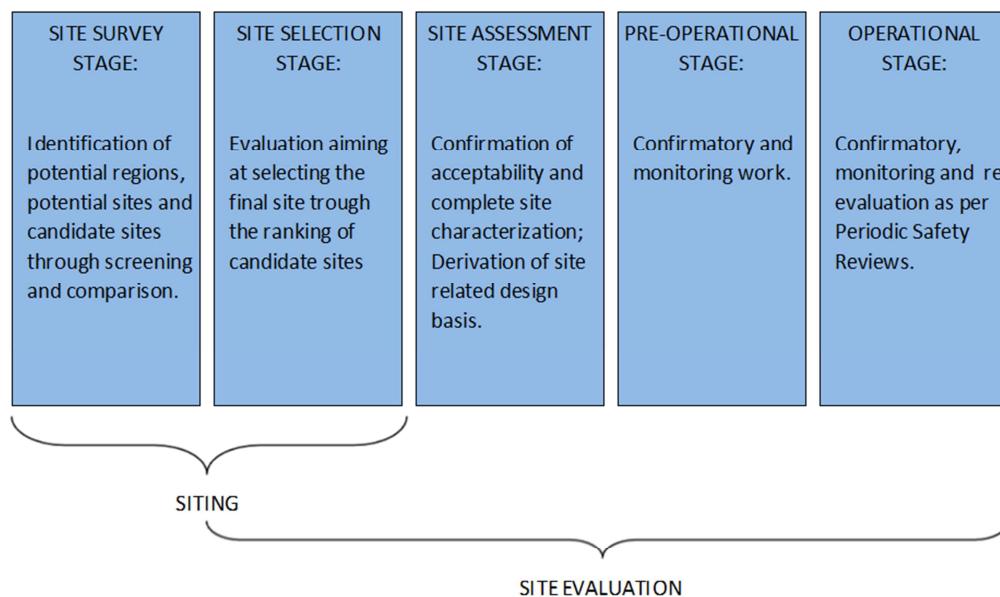 SITE SURVEY
STAGE:
Identification of
potential regions,
potential sites and
candidate sites
through screening
and comparison.
SITE SELECTION
STAGE:
Evaluation aiming
at selecting the
final site trough
the ranking of
candidate sites
SITE ASSESSMENT
STAGE:
Confirmation of
acceptability and
complete site
characterization;
Derivation of site
related design
basis.
PRE-OPERATIONAL
STAGE:
Confirmatory and
monitoring work.
OPERATIONAL
STAGE:
Confirmatory,
monitoring and re
evaluation as per
Periodic Safety
Reviews.
SITING
SITE EVALUATION